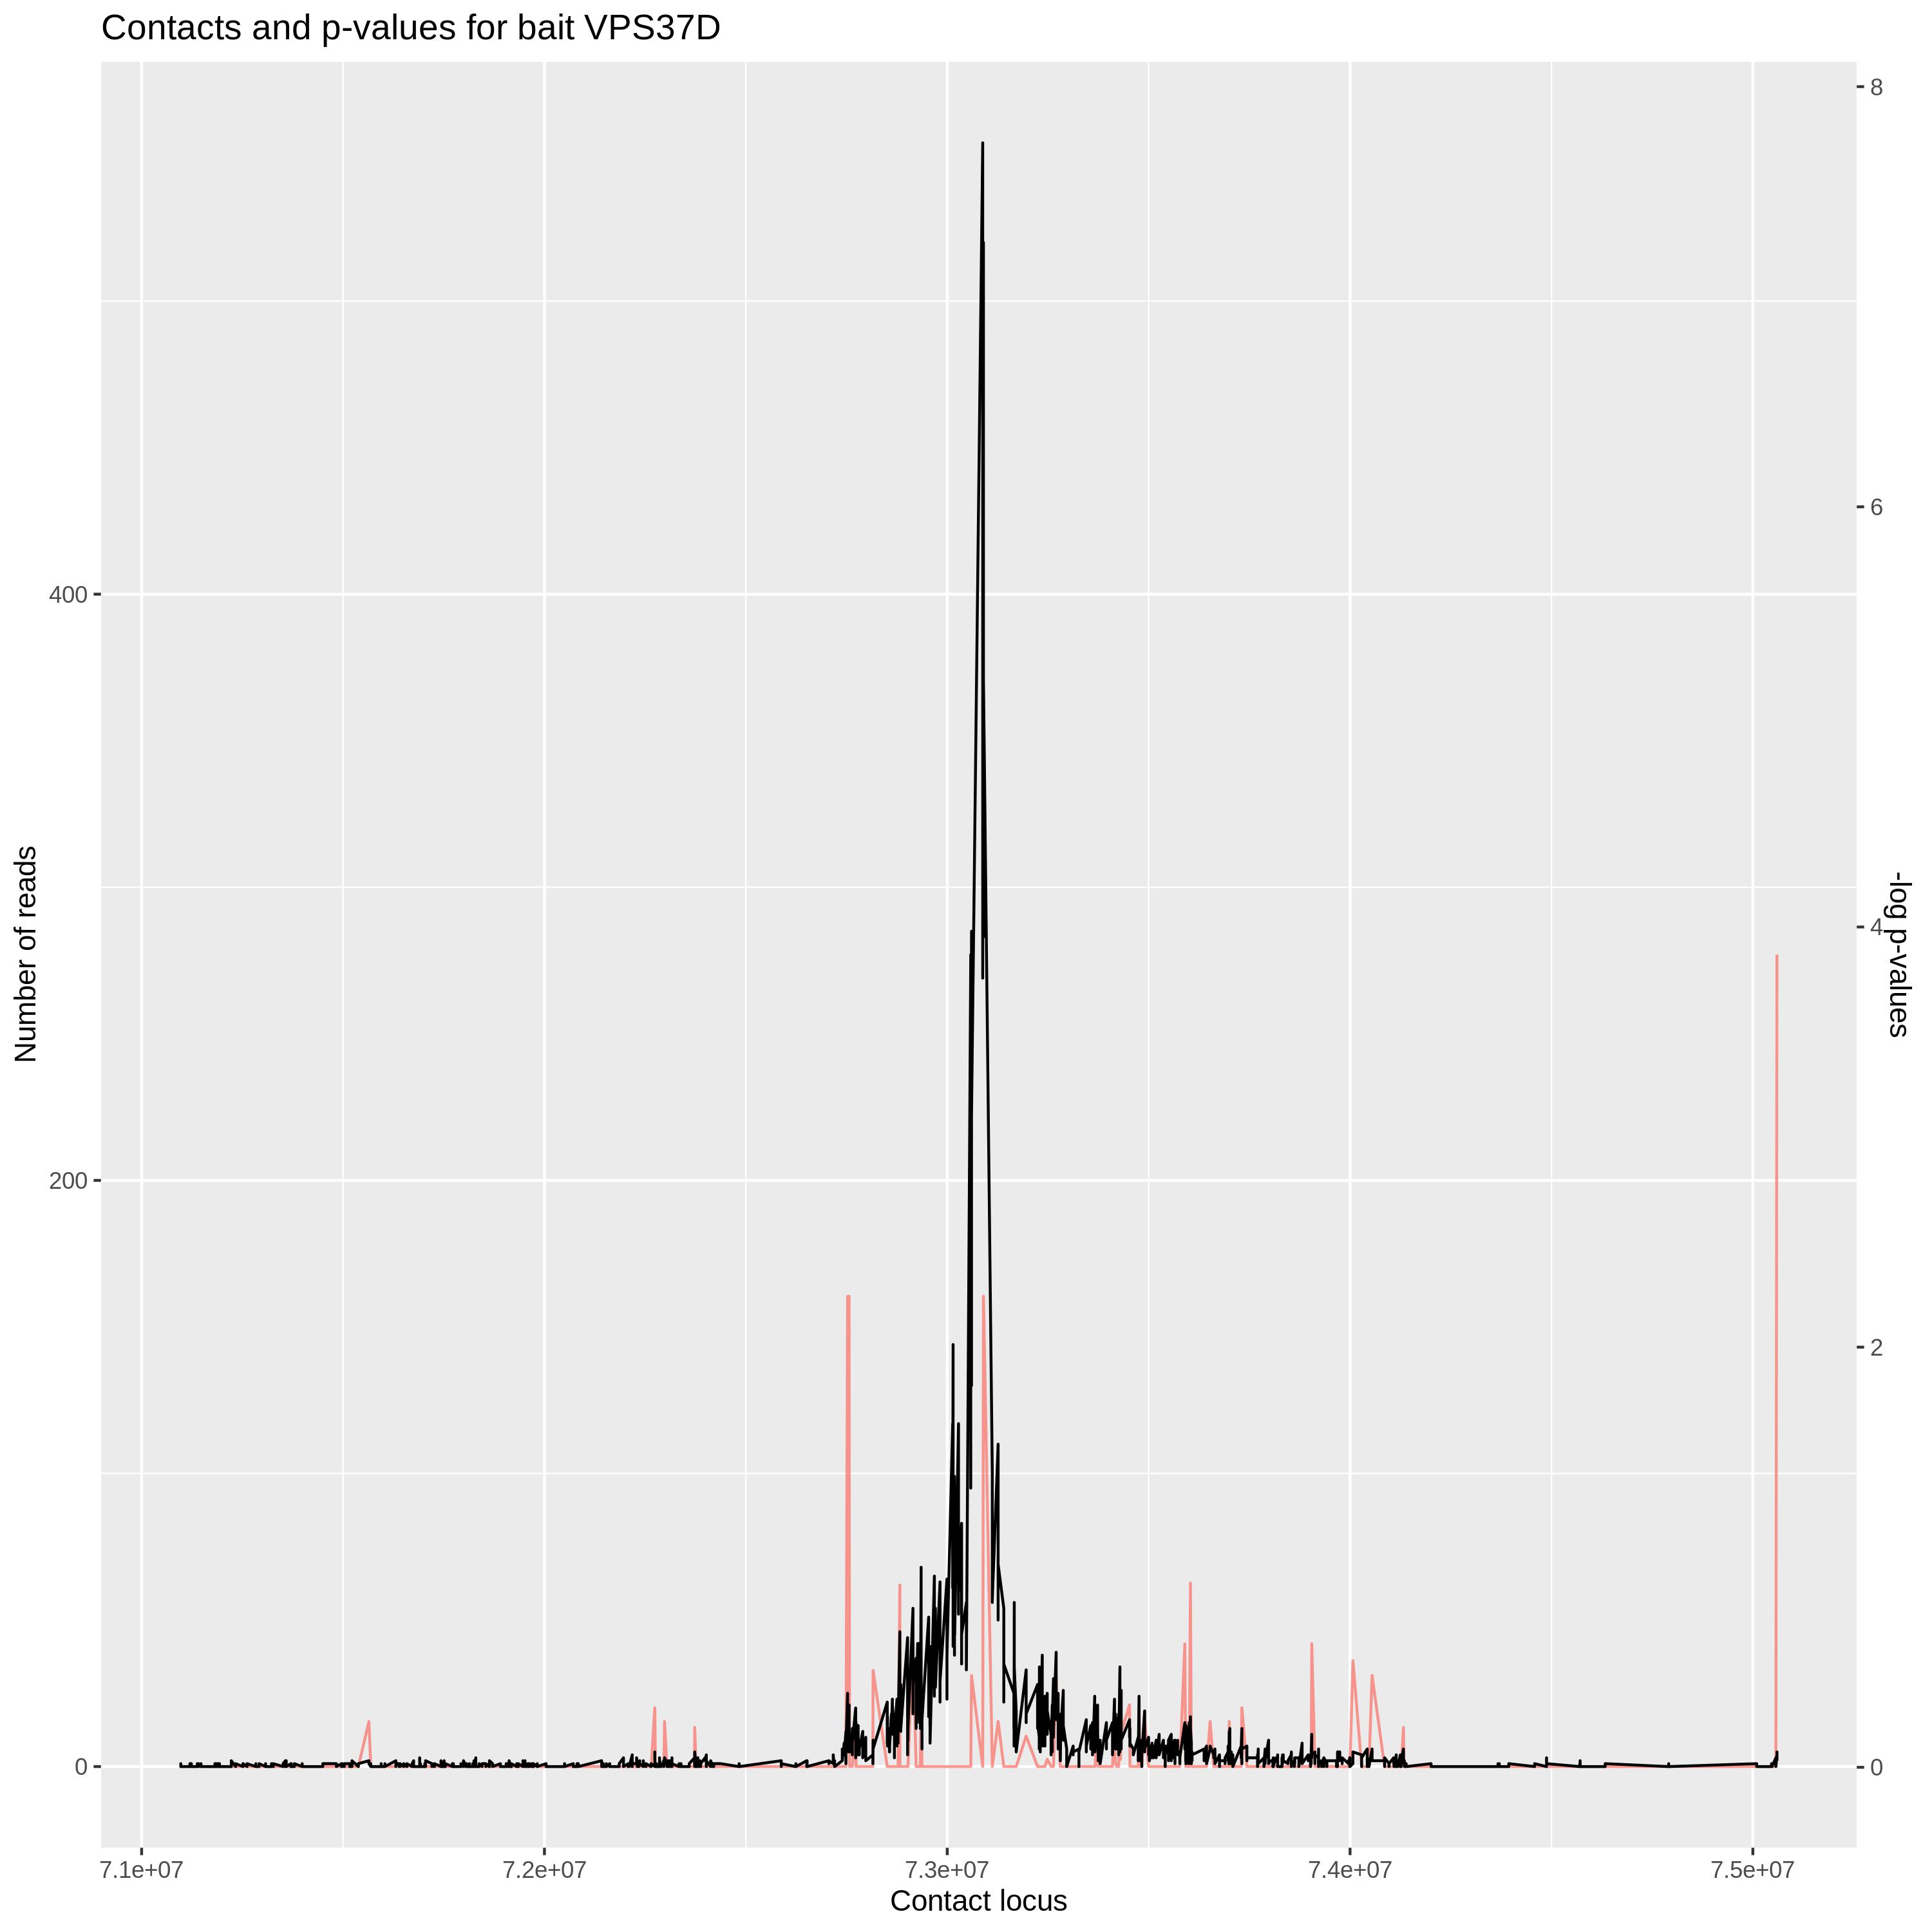 Contacts and p-values for bait VPS37D
8
6
400
Number of reads
4
-log p-values
200
2
0
0
7.1e+07
7.2e+07
7.3e+07
7.4e+07
7.5e+07
Contact locus